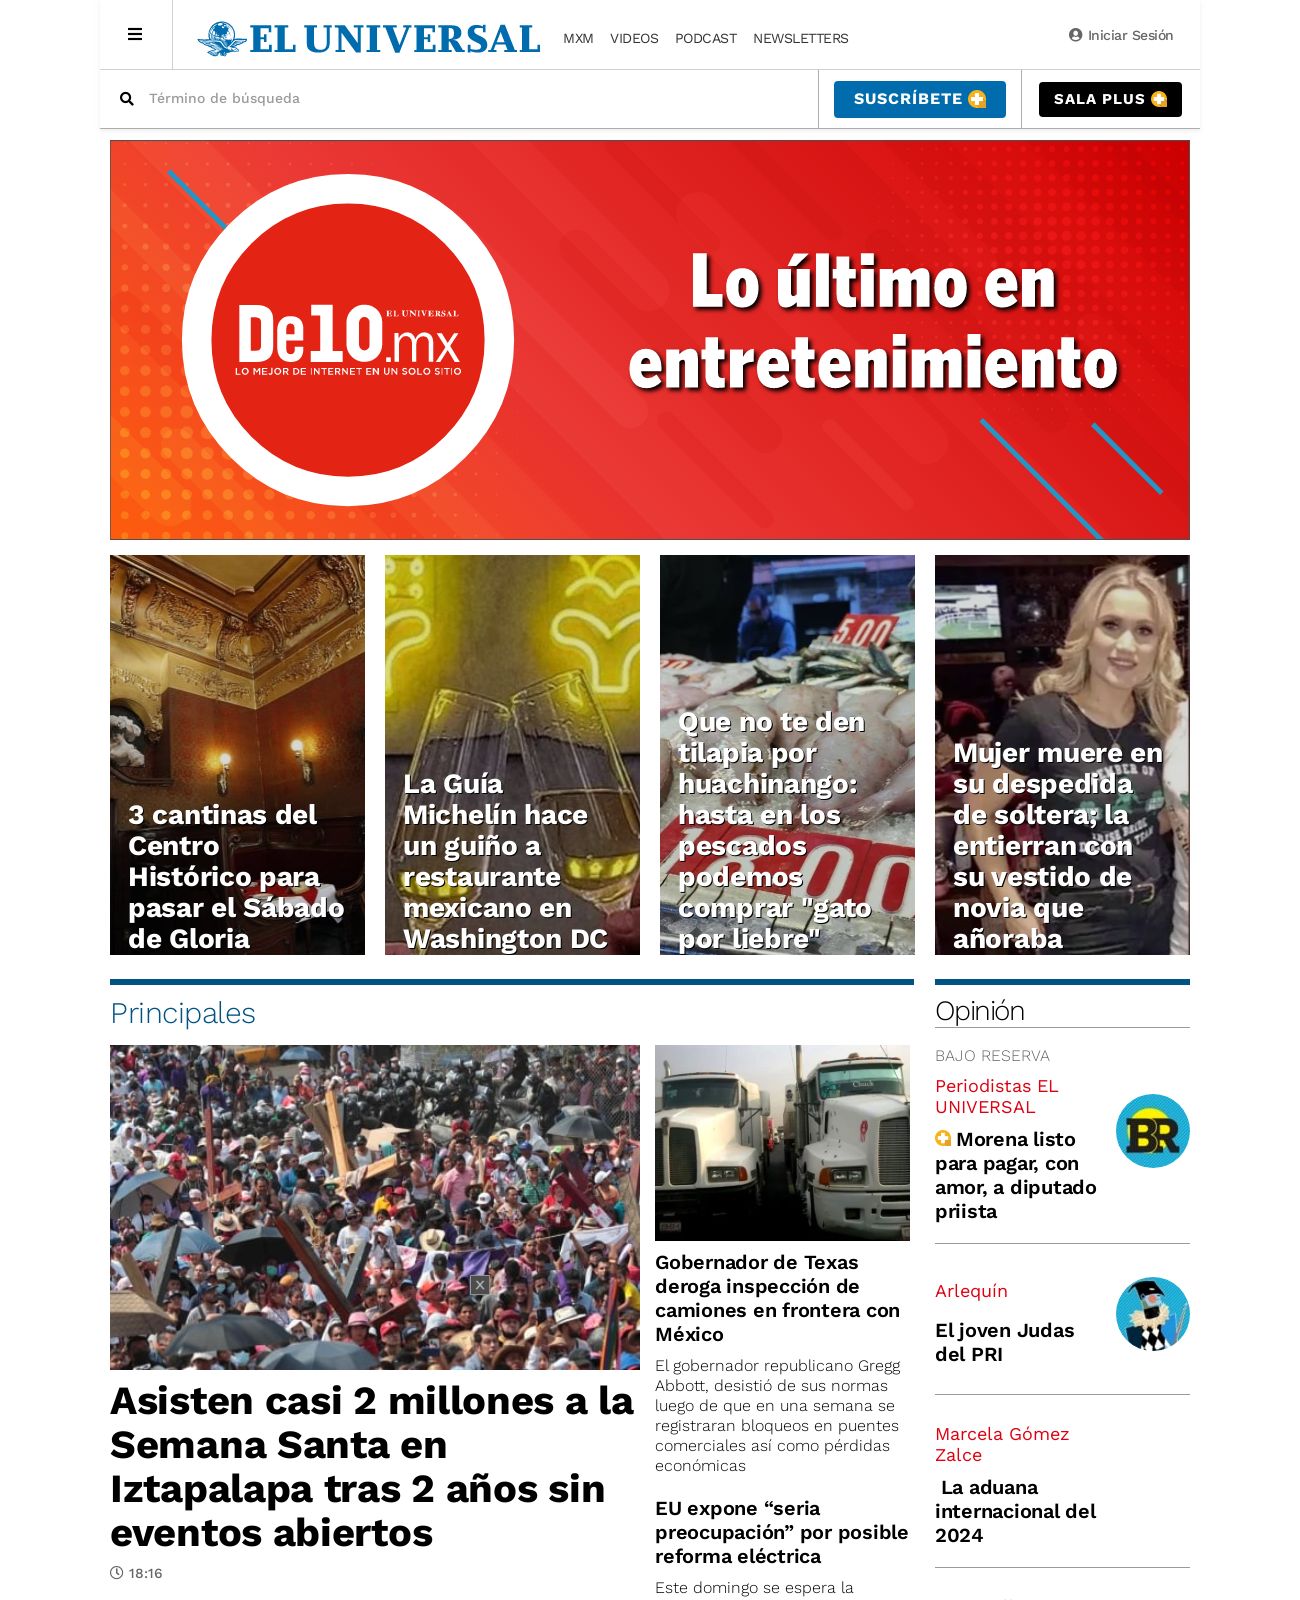 EL UNIVERSAL
MXM VIDEOS PODCAST NEWSLETTERS
Iniciar Sesión
Término de búsqueda
SUSCRÍBETE
SALA PLUS
EL UNIVERSAL
De10.mx
LO MEJOR DE INTERNET EN UN SOLO SITIO
Lo último en
entretenimiento
3 cantinas del
Centro
Histórico para
pasar el Sábado
de Gloria
La Guía
Michelín hace
un guiño a
restaurante
mexicano en
Washington DC
5.00
Que no te den
tilapia por
huachinango:
hasta en los
pescados
podemos
comprar "gato
por liebre"
Mujer muere en
su despedida
de soltera; la
entierran con
su vestido de
novia que
añoraba
Principales
Asisten casi 2 millones a la
Semana Santa en
Iztapalapa tras 2 años sin
eventos abiertos
18:16
Gobernador de Texas
deroga inspección de
camiones en frontera con
México
El gobernador republicano Gregg
Abbott, desistió de sus normas
luego de que en una semana se
registraran bloqueos en puentes
comerciales así como pérdidas
económicas
EU expone “seria
preocupación” por posible
reforma eléctrica
Este domingo se espera la
Opinión
BAJO RESERVA
Periodistas EL
UNIVERSAL
BR
Morena listo
para pagar, con
amor, a diputado
priista
Arlequín
El joven Judas
del PRI
Marcela Gómez
Zalce
La aduana
internacional del
2024